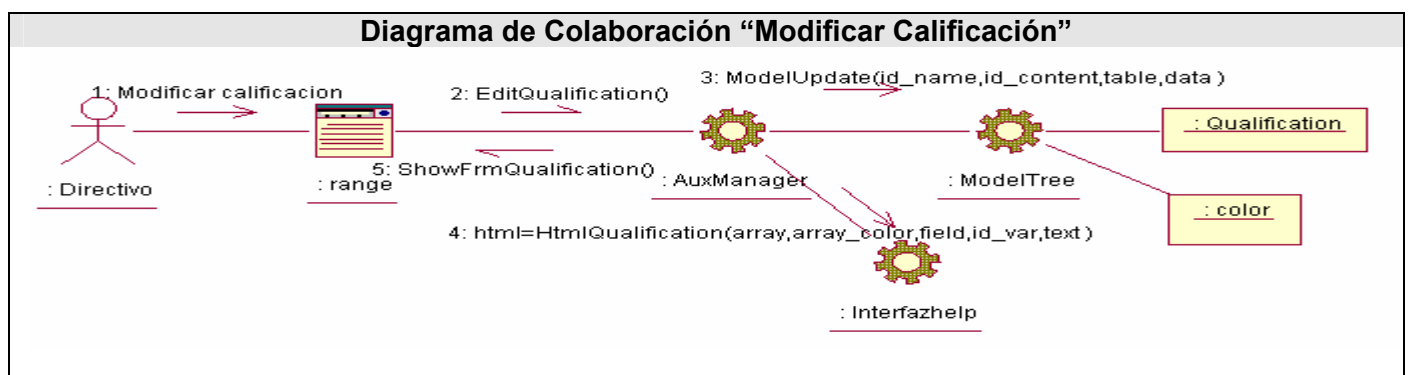 Diagrama de Colaboración “Modificar Calificación”
3: ModelUpdate(id_name,id_content,table,data )
1: Modificar calificacion
2: EditQualification()
: Qualification
5: ShowFrmQualification()
: Directivo
: range
: AuxManager
: ModelTree
: color
4: html=HtmlQualification(array,array_color,field,id_var,text )
: Interfazhelp